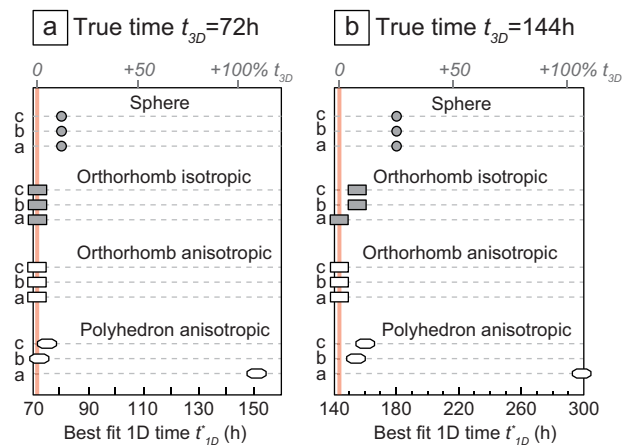 a True time t3D=72h
0 +50 +100% t3D
Sphere
c
b
a
Orthorhomb isotropic
c
b
a
Orthorhomb anisotropic
c
b
a
Polyhedron anisotropic
c
b
a
70 90 110 130 150
Best fit 1D time t*1D (h)
b True time t3D=144h
0 +50 +100% t3D
Sphere
c
b
a
Orthorhomb isotropic
c
b
a
Orthorhomb anisotropic
c
b
a
Polyhedron anisotropic
c
b
a
140 180 220 260 300
Best fit 1D time t*1D (h)